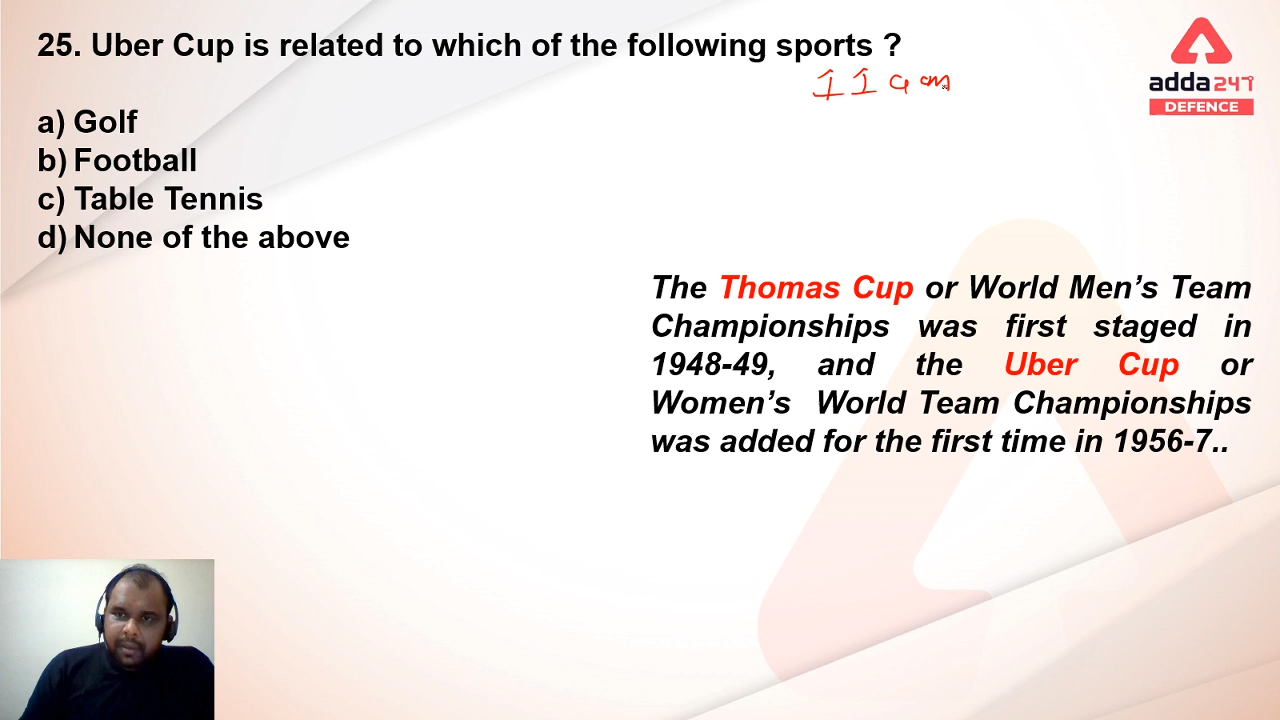 25. Uber Cup is related to which of the following sports ?
11 am
a) Golf
b) Football
c) Table Tennis
d) None of the above
The Thomas Cup or World Men’s Team
Championships was first staged in
1948-49, and the Uber Cup or
Women’s World Team Championships
was added for the first time in 1956-7..
adda247
DEFENCE